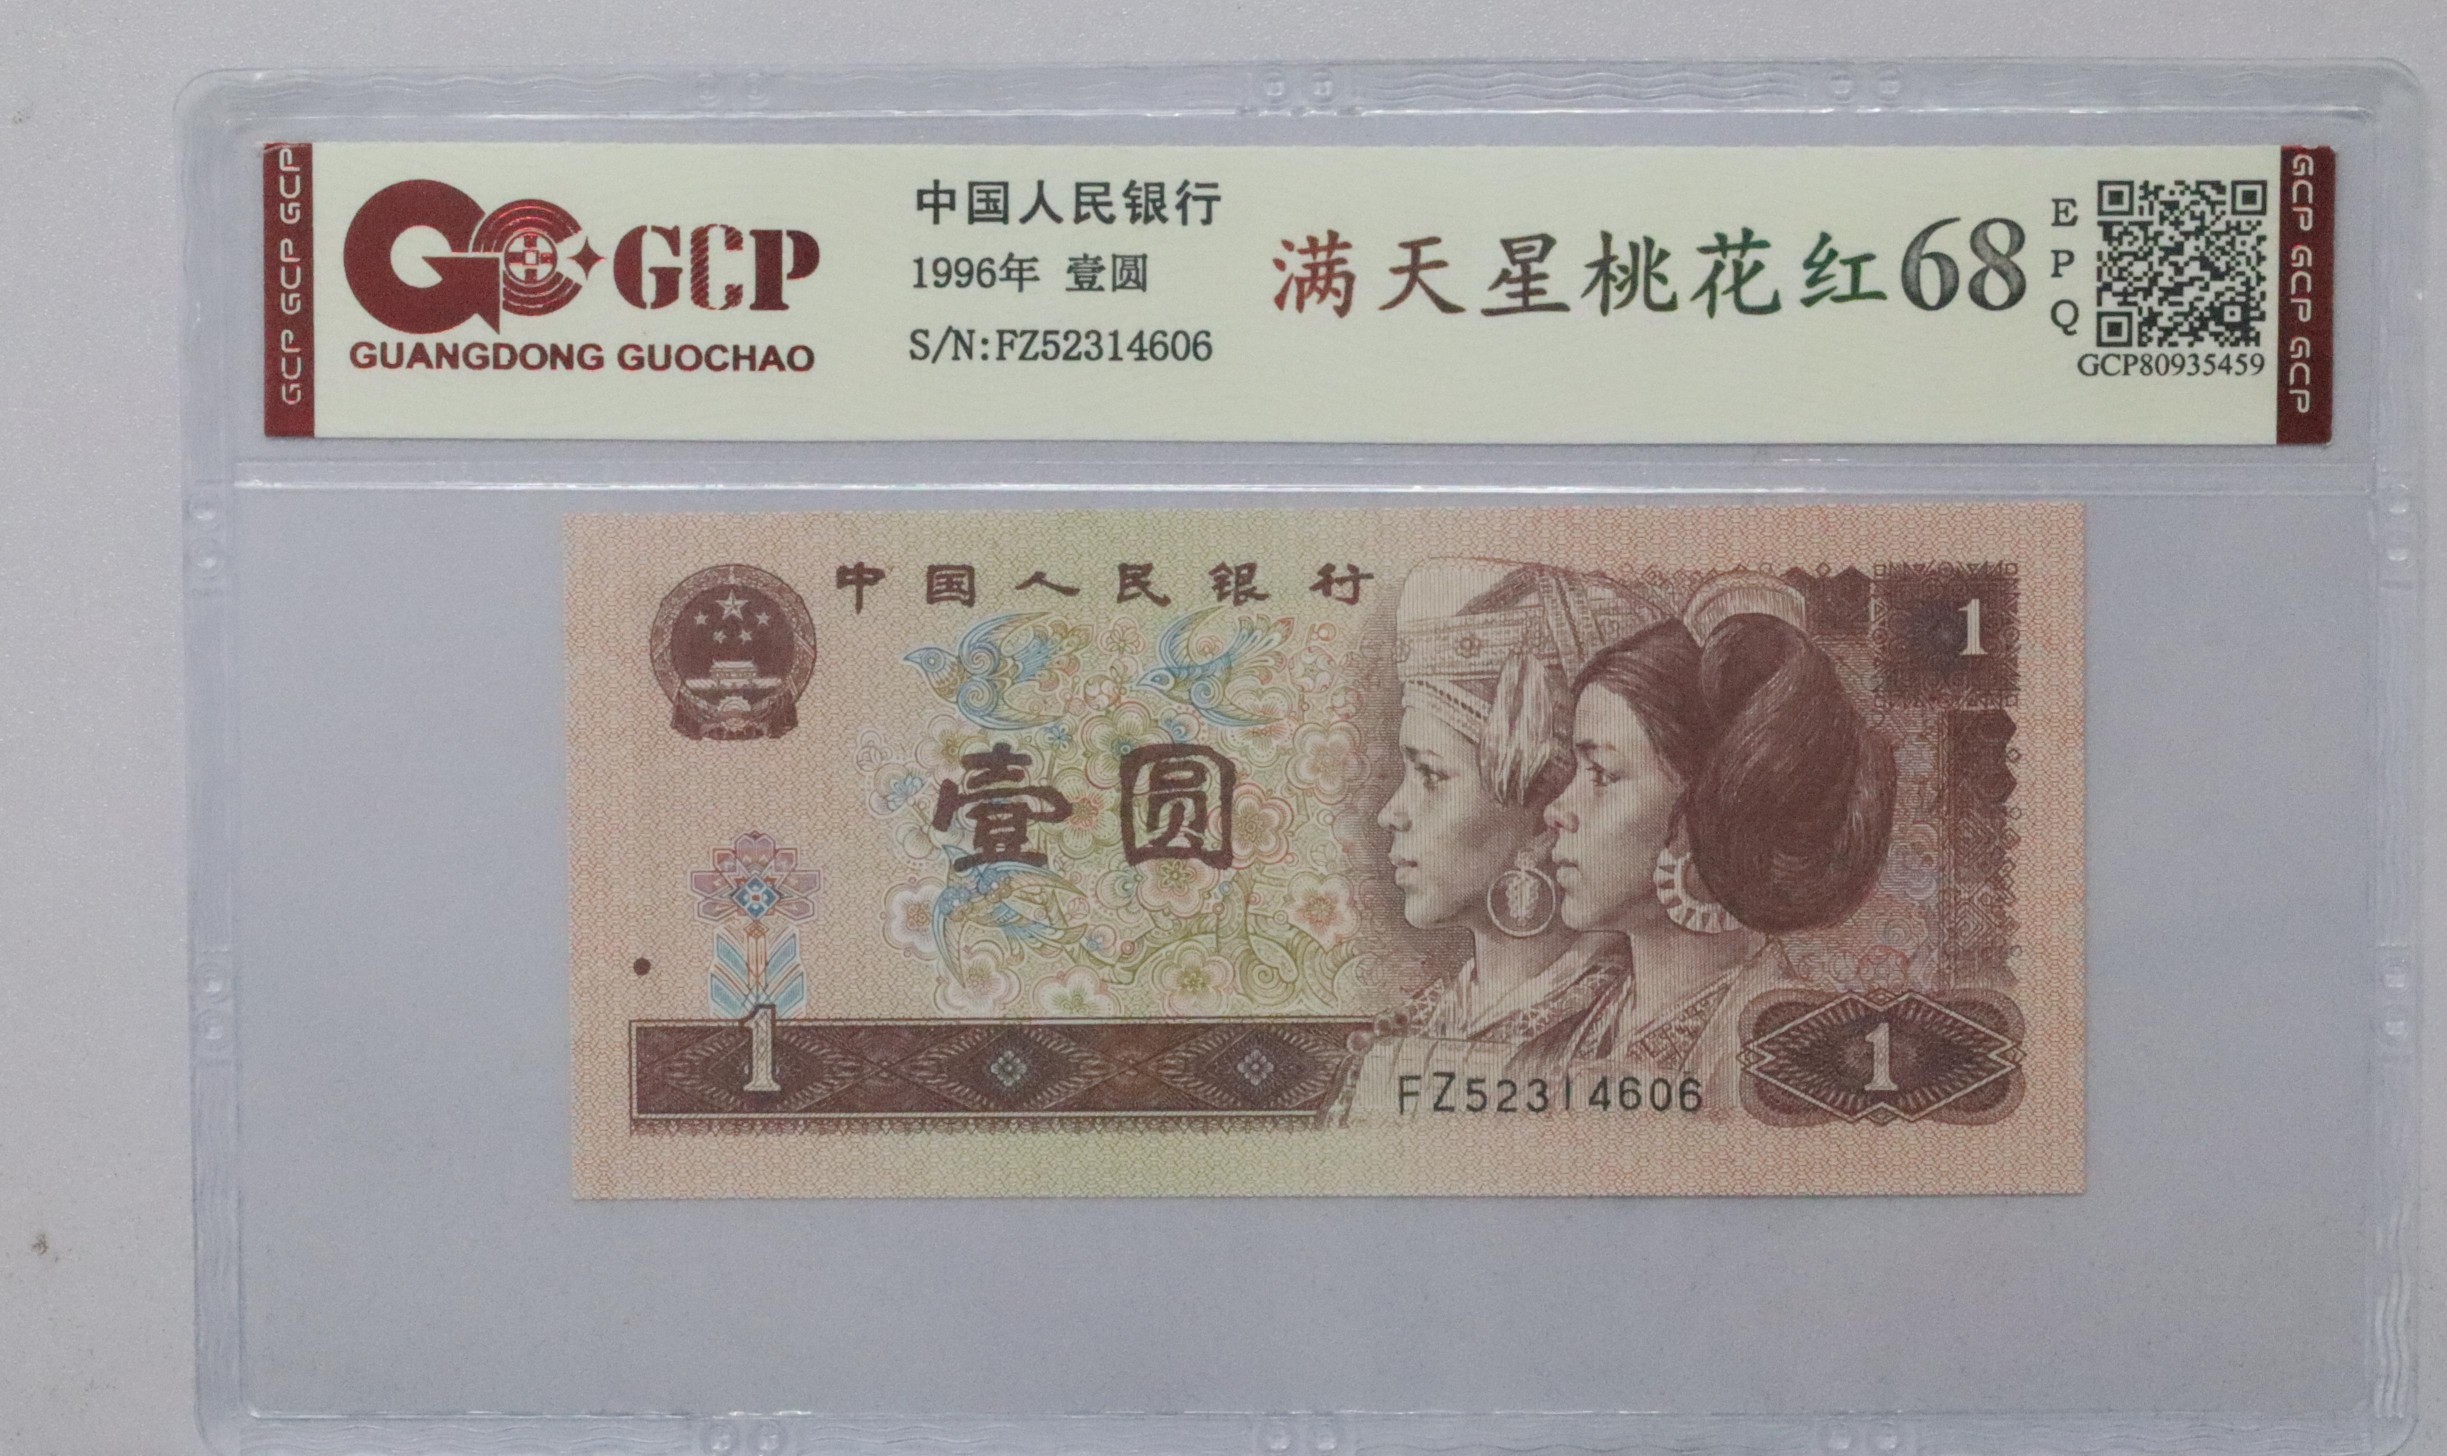 GCP GCP GCP
GCP
GUANGDONG GUOCHAO
中国人民银行
1996年 壹圆
S/N:FZ52314606
满天星桃花红68
EPQ
GCP80935459
GCP GCP GCP
中国人民银行
1
壹圆
1
FZ52314606
1